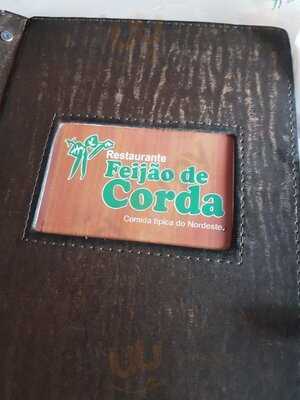 Restaurante
Feijão de
Corda
Comida típica do Nordeste.